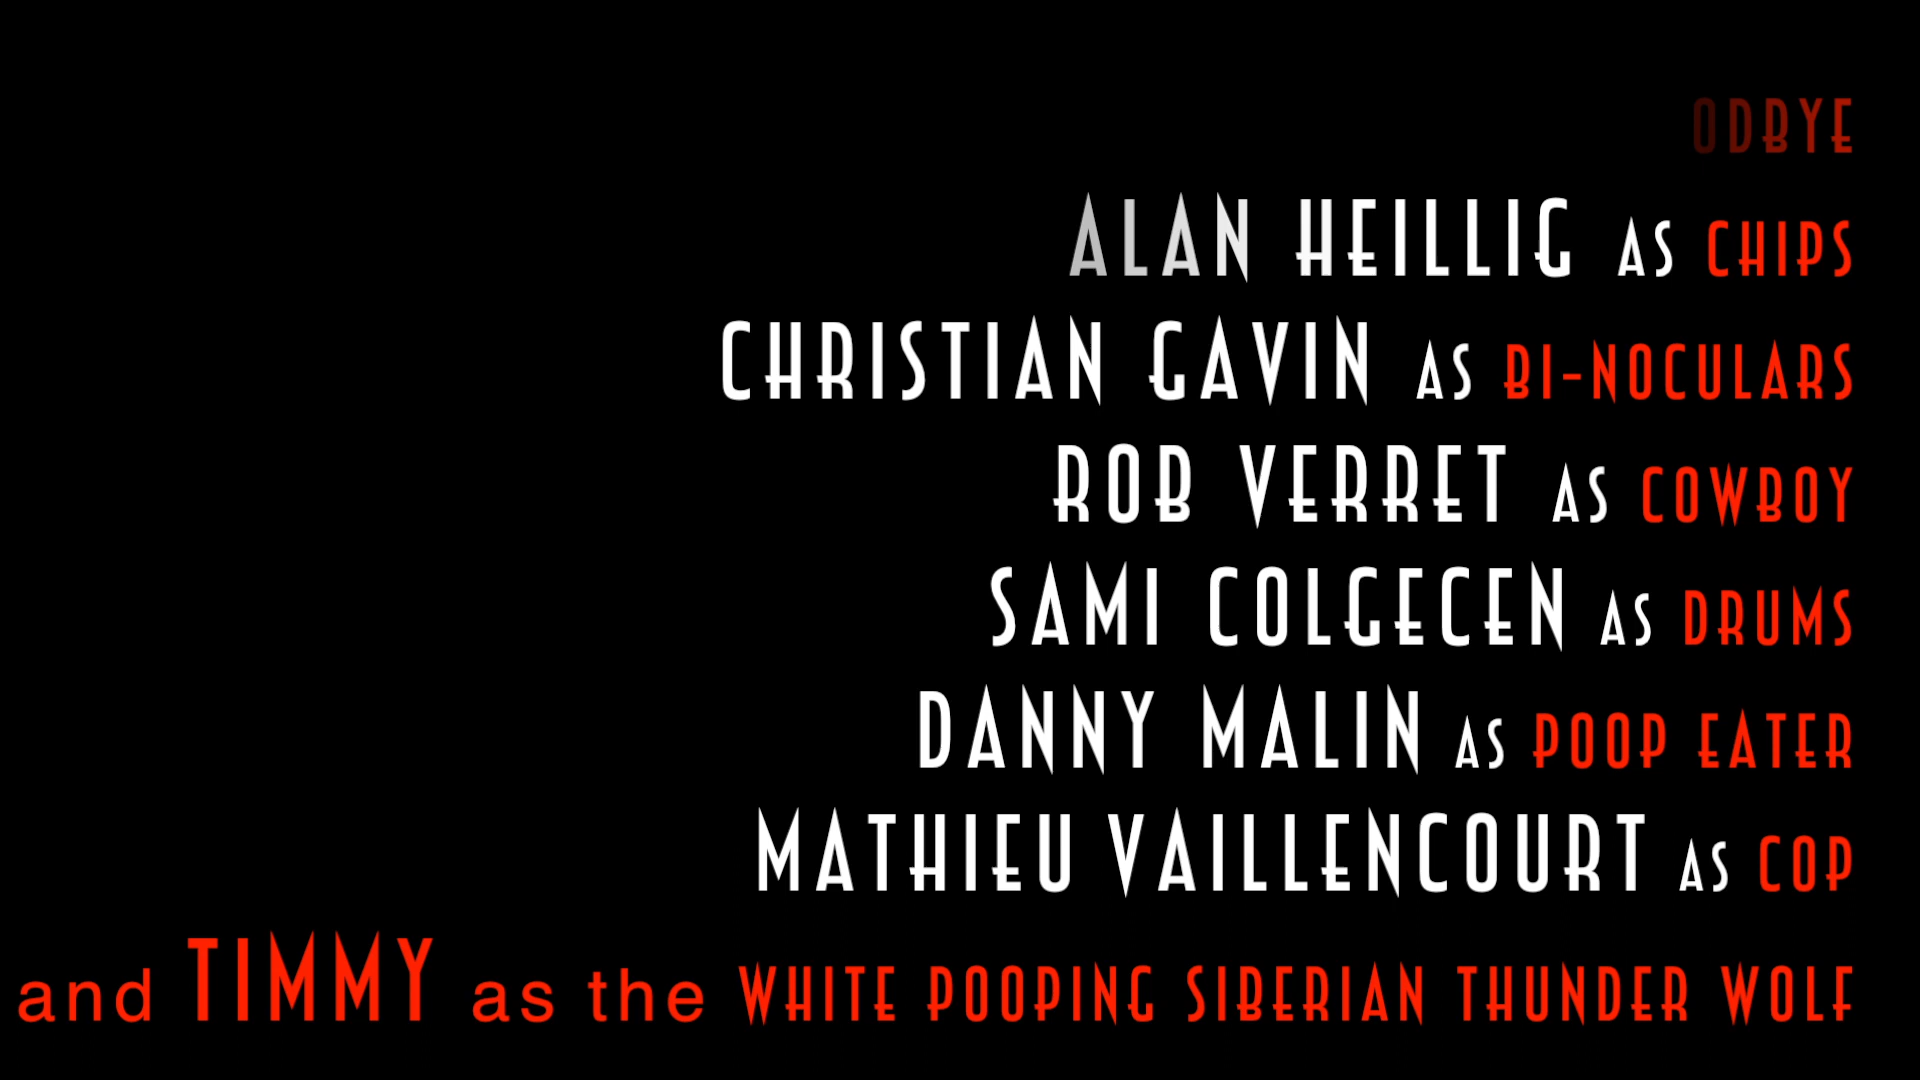 ODBYE
ALAN HEILLIG AS CHIPS
CHRISTIAN GAVIN AS BI-NOCULARS
ROB VERRET AS COWBOY
SAMI COLGECEN AS DRUMS
DANNY MALIN AS POOP EATER
MATHIEU VAILLENCOURT AS COP
and TIMMY as the WHITE POOPING SIBERIAN THUNDER WOLF